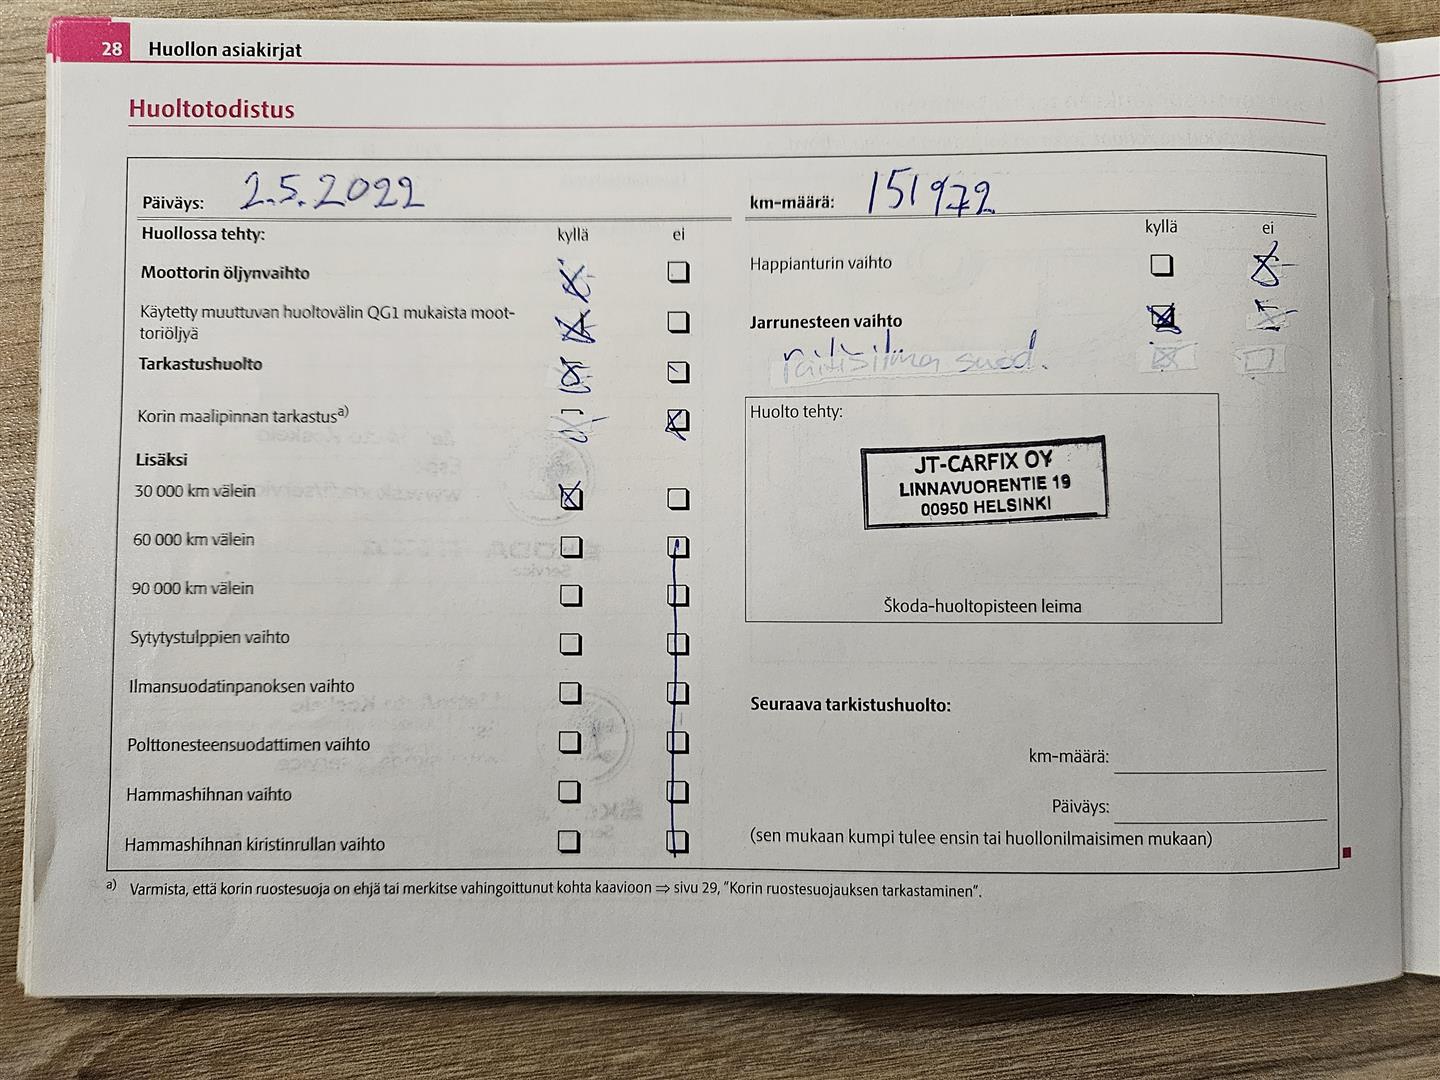 28 Huollon asiakirjat
Huoltotodistus
Päiväys: 2.5.2022
km-määrä: 151972
Huollossa tehty: kyllä ei
Moottorin öljynvaihto
Käytetty muuttuvan huoltovälin QG1 mukaista moot-
toriöljyä
Tarkastushuolto
Korin maalipinnan tarkastusa)
Lisäksi
30 000 km välein
60 000 km välein
90 000 km välein
Sytytystulppien vaihto
Ilmansuodatinpanoksen vaihto
Polttonesteensuodattimen vaihto
Hammashihnan vaihto
Hammashihnan kiristinrullan vaihto
kyllä ei
Happianturin vaihto
Jarrunesteen vaihto
raitisilma suod.
Huolto tehty:
JT-CARFIX OY
LINNAVUORENTIE 19
00950 HELSINKI
Škoda-huoltopisteen leima
Seuraava tarkistushuolto:
km-määrä:
Päiväys:
(sen mukaan kumpi tulee ensin tai huollonilmaisimen mukaan)
a) Varmista, että korin ruostesuoja on ehjä tai merkitse vahingoittunut kohta kaavioon ⇒ sivu 29, "Korin ruostesuojauksen tarkastaminen".